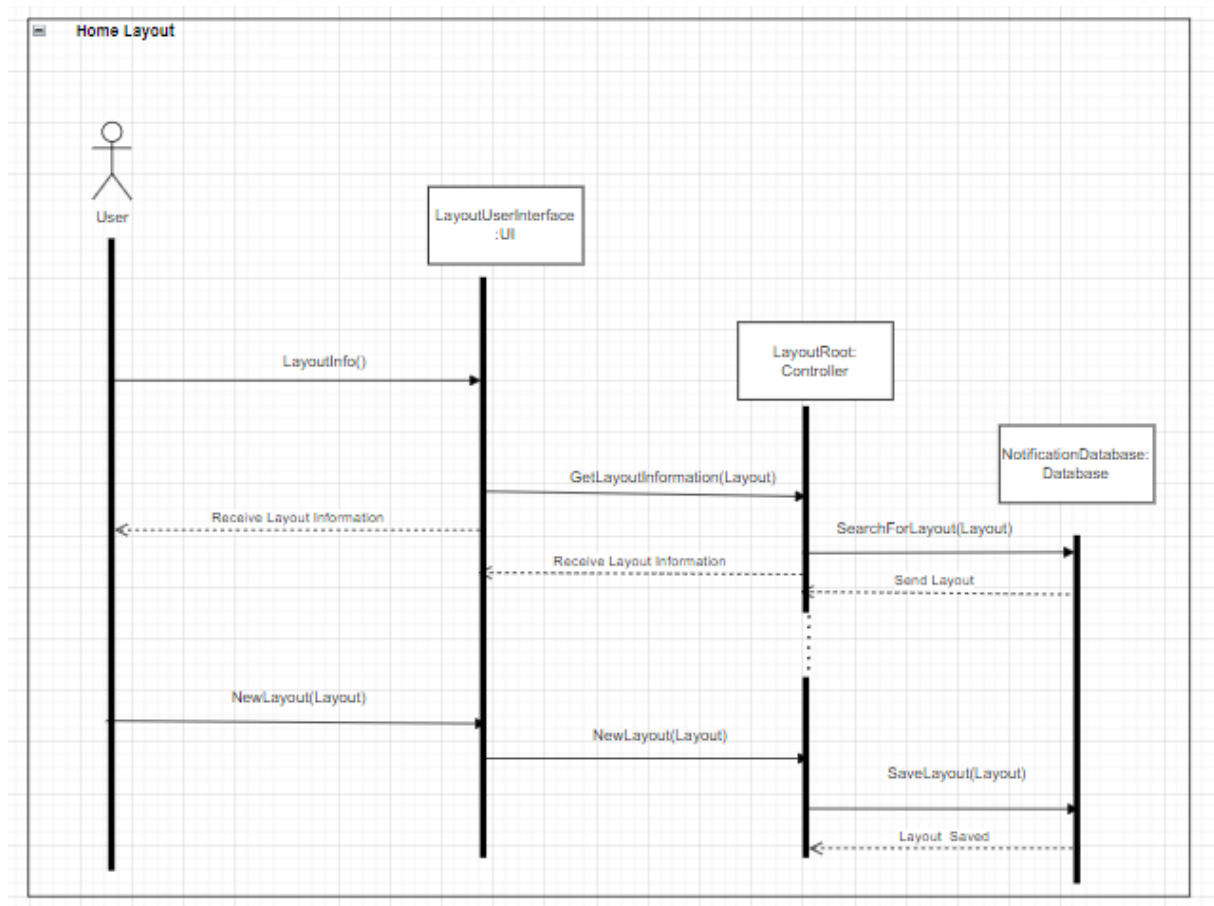 Home Layout
User
LayoutUserInterface
:UI
LayoutRoot:
Controller
LayoutInfo()
NotificationDatabase:
Database
GetLayoutInformation(Layout)
Receive Layout Information
SearchForLayout(Layout)
Receive Layout Information
Send Layout
NewLayout(Layout)
NewLayout(Layout)
SaveLayout(Layout)
Layout Saved